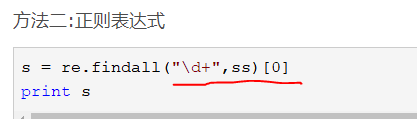 方法二:正则表达式
s = re.findall("\d+",ss)[0]
print s